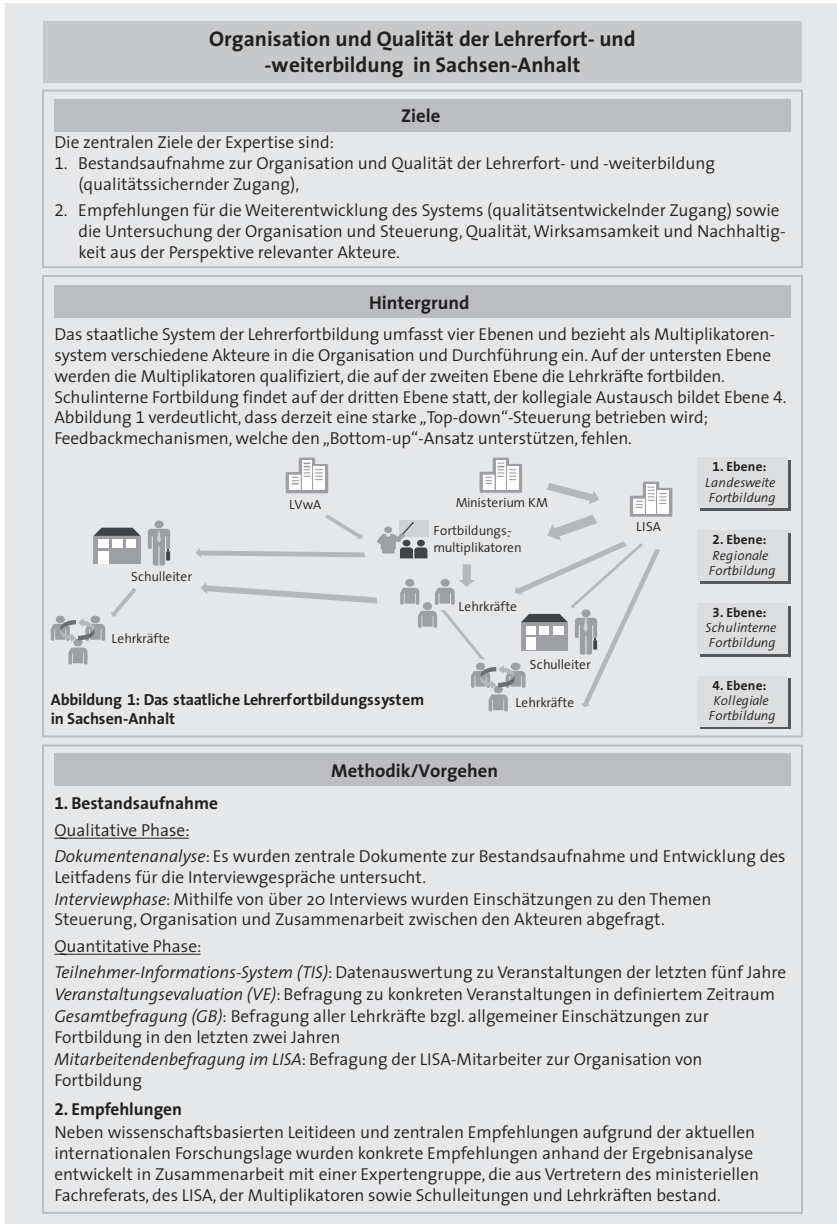 Organisation und Qualität der Lehrerfort- und
-weiterbildung in Sachsen-Anhalt
Ziele
Die zentralen Ziele der Expertise sind:
1. Bestandsaufnahme zur Organisation und Qualität der Lehrerfort- und -weiterbildung
(qualitätssichernder Zugang),
2. Empfehlungen für die Weiterentwicklung des Systems (qualitätsentwickelnder Zugang) sowie
die Untersuchung der Organisation und Steuerung, Qualität, Wirksamsamkeit und Nachhaltig-
keit aus der Perspektive relevanter Akteure.
Hintergrund
Das staatliche System der Lehrerfortbildung umfasst vier Ebenen und bezieht als Multiplikatoren-
system verschiedene Akteure in die Organisation und Durchführung ein. Auf der untersten Ebene
werden die Multiplikatoren qualifiziert, die auf der zweiten Ebene die Lehrkräfte fortbilden.
Schulinterne Fortbildung findet auf der dritten Ebene statt, der kollegiale Austausch bildet Ebene 4.
Abbildung 1 verdeutlicht, dass derzeit eine starke „Top-down“-Steuerung betrieben wird;
Feedbackmechanismen, welche den „Bottom-up“-Ansatz unterstützen, fehlen.
LVwA
Ministerium KM
LISA
1. Ebene:
Landesweite
Fortbildung
Fortbildungs-
multiplikatoren
2. Ebene:
Regionale
Fortbildung
Schulleiter
Lehrkräfte
3. Ebene:
Schulinterne
Fortbildung
Lehrkräfte
Schulleiter
4. Ebene:
Kollegiale
Fortbildung
Lehrkräfte
Abbildung 1: Das staatliche Lehrerfortbildungssystem
in Sachsen-Anhalt
Methodik/Vorgehen
1. Bestandsaufnahme
Qualitative Phase:
Dokumentenanalyse: Es wurden zentrale Dokumente zur Bestandsaufnahme und Entwicklung des
Leitfadens für die Interviewgespräche untersucht.
Interviewphase: Mithilfe von über 20 Interviews wurden Einschätzungen zu den Themen
Steuerung, Organisation und Zusammenarbeit zwischen den Akteuren abgefragt.
Quantitative Phase:
Teilnehmer-Informations-System (TIS): Datenauswertung zu Veranstaltungen der letzten fünf Jahre
Veranstaltungsevaluation (VE): Befragung zu konkreten Veranstaltungen in definiertem Zeitraum
Gesamtbefragung (GB): Befragung aller Lehrkräfte bzgl. allgemeiner Einschätzungen zur
Fortbildung in den letzten zwei Jahren
Mitarbeitendenbefragung im LISA: Befragung der LISA-Mitarbeiter zur Organisation von
Fortbildung
2. Empfehlungen
Neben wissenschaftsbasierten Leitideen und zentralen Empfehlungen aufgrund der aktuellen
internationalen Forschungslage wurden konkrete Empfehlungen anhand der Ergebnisanalyse
entwickelt in Zusammenarbeit mit einer Expertengruppe, die aus Vertretern des ministeriellen
Fachreferats, des LISA, der Multiplikatoren sowie Schulleitungen und Lehrkräften bestand.